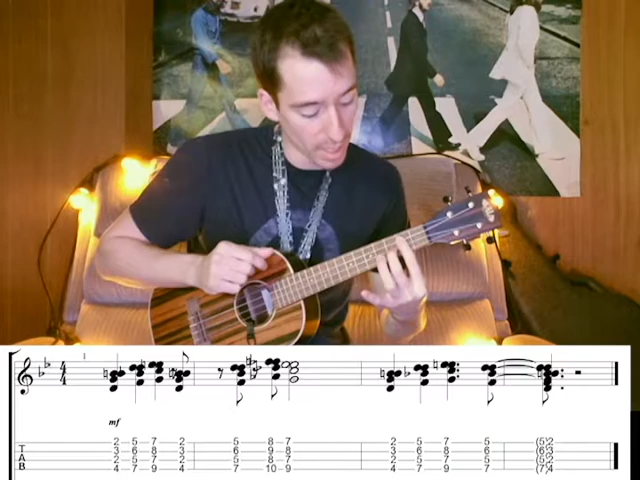 1
4
4
mf
T
A
B
2 5 7 2 5 8 7 2 5 7 5 (5)2
3 6 8 3 6 9 8 3 6 8 6 (6)3
2 5 7 2 5 8 7 2 5 7 5 (5)2
4 7 9 4 7 10 9 4 7 9 7 (7)4